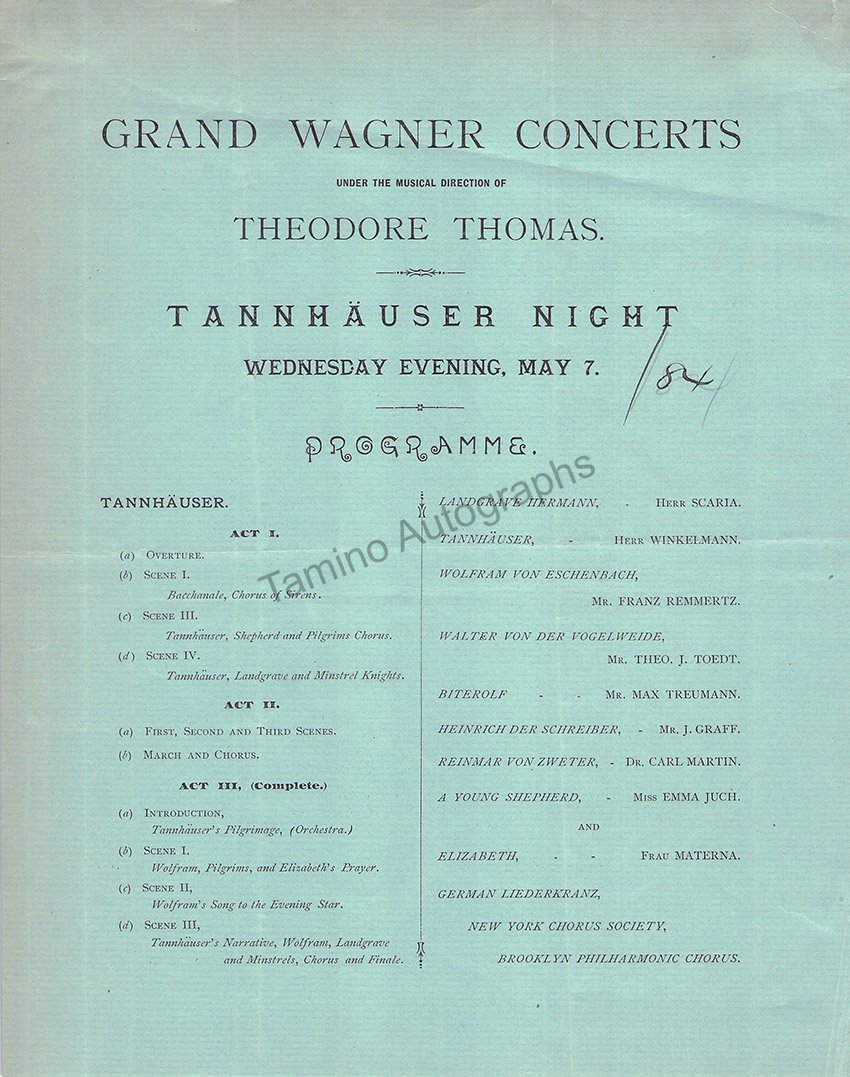 GRAND WAGNER CONCERTS
UNDER THE MUSICAL DIRECTION OF
THEODORE THOMAS.
TANNHÄUSER NIGHT
WEDNESDAY EVENING, MAY 7.
/84
PROGRAMME.
TANNHÄUSER.
ACT I.
(a) OVERTURE.
(b) SCENE I.
Bacchanale, Chorus of Sirens.
(c) SCENE III.
Tannhäuser, Shepherd and Pilgrims Chorus.
(d) SCENE IV.
Tannhäuser, Landgrave and Minstrel Knights.
ACT II.
(a) FIRST, SECOND AND THIRD SCENES.
(b) MARCH AND CHORUS.
ACT III, (Complete.)
(a) INTRODUCTION,
Tannhäuser's Pilgrimage, (Orchestra.)
(b) SCENE I.
Wolfram, Pilgrims, and Elizabeth's Prayer.
(c) SCENE II,
Wolfram's Song to the Evening Star.
(d) SCENE III,
Tannhäuser's Narrative, Wolfram, Landgrave
and Minstrels, Chorus and Finale.
LANDGRAVE HERMANN, - HERR SCARIA.
TANNHÄUSER, - HERR WINKELMANN.
WOLFRAM VON ESCHENBACH,
MR. FRANZ REMMERTZ.
WALTER VON DER VOGELWEIDE,
MR. THEO. J. TOEDT.
BITEROLF - - MR. MAX TREUMANN.
HEINRICH DER SCHREIBER, - MR. J. GRAFF.
REINMAR VON ZWETER, - DR. CARL MARTIN.
A YOUNG SHEPHERD, - MISS EMMA JUCH.
AND
ELIZABETH, - - FRAU MATERNA.
GERMAN LIEDERKRANZ,
NEW YORK CHORUS SOCIETY,
BROOKLYN PHILHARMONIC CHORUS.
Tamino Autographs